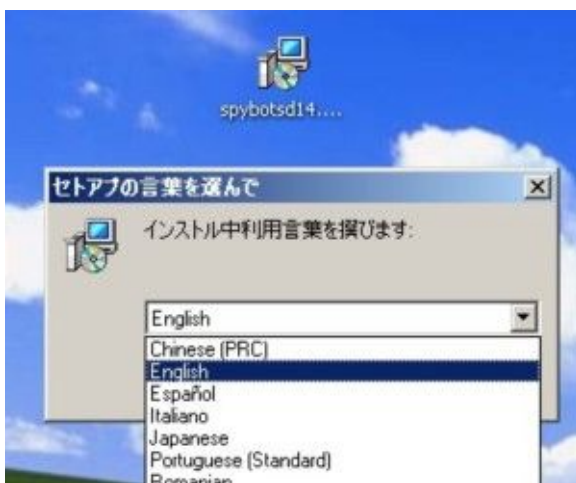 spybotsd14....
セトアプの言葉を選んで
インストル中利用言葉を撰びます:
English
Chinese (PRC)
English
Español
Italiano
Japanese
Portuguese (Standard)
Romanian